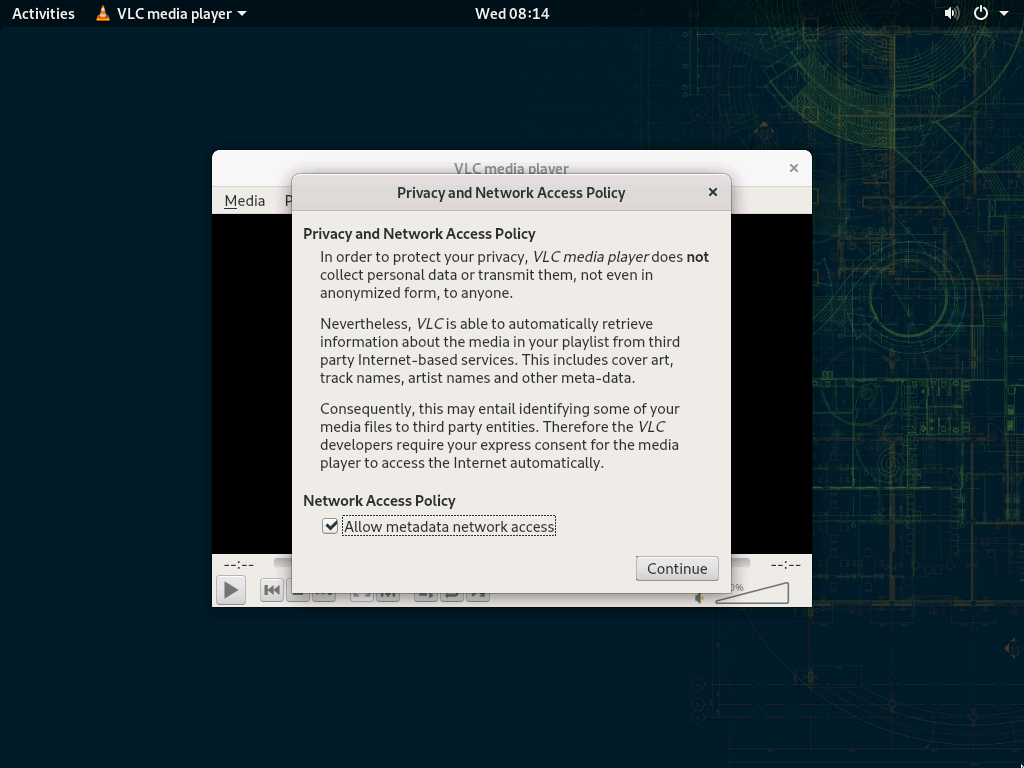 Activities VLC media player Wed 08:14
VLC media player
Media P
Privacy and Network Access Policy
Privacy and Network Access Policy
In order to protect your privacy, VLC media player does not
collect personal data or transmit them, not even in
anonymized form, to anyone.
Nevertheless, VLC is able to automatically retrieve
information about the media in your playlist from third
party Internet-based services. This includes cover art,
track names, artist names and other meta-data.
Consequently, this may entail identifying some of your
media files to third party entities. Therefore the VLC
developers require your express consent for the media
player to access the Internet automatically.
Network Access Policy
Allow metadata network access
--:-- --:--
Continue
0%